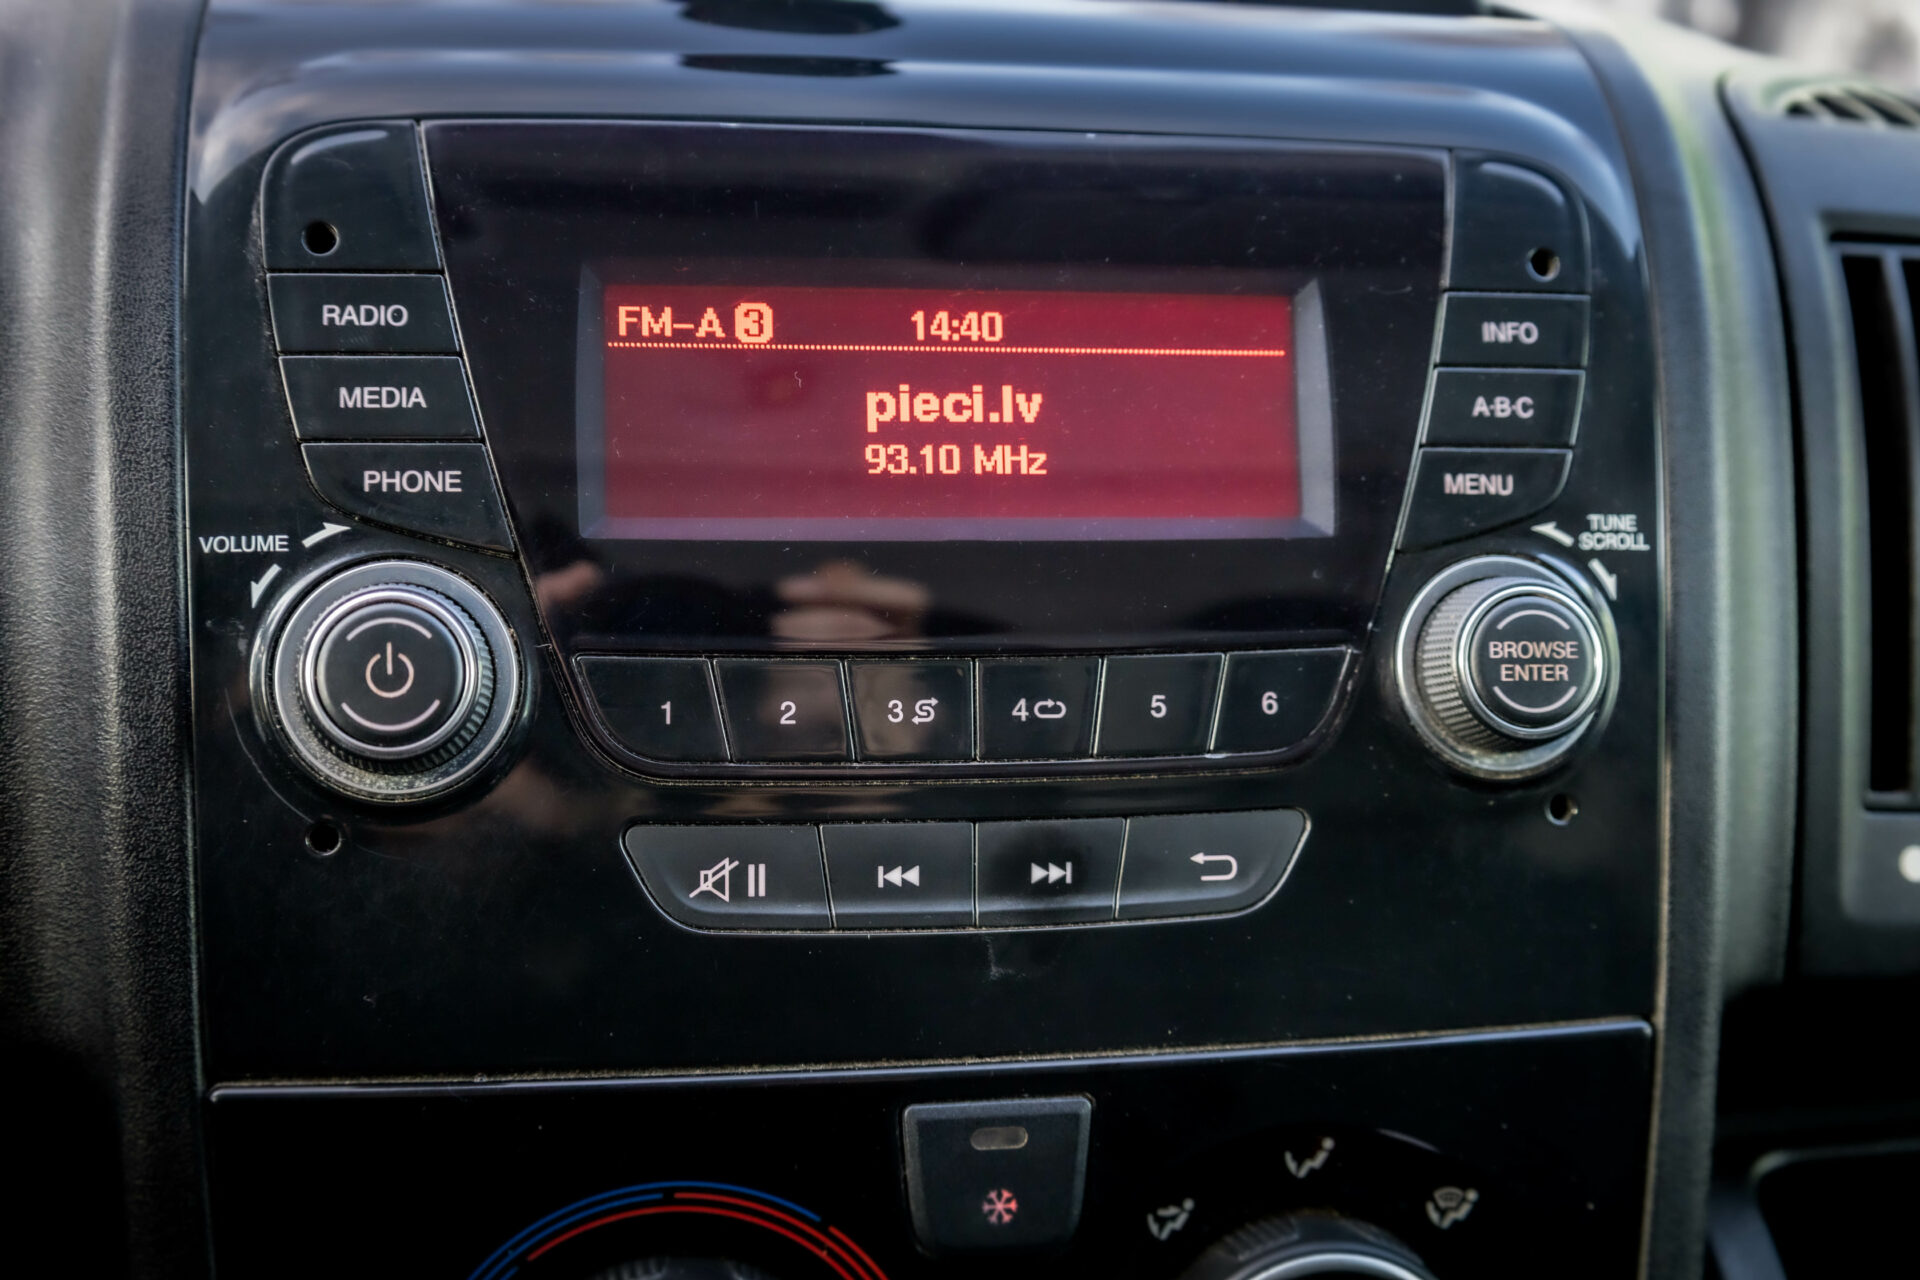 FM-A 3 14:40
pieci.lv
93.10 MHz
RADIO
MEDIA
PHONE
VOLUME
INFO
A·B·C
MENU
TUNE
SCROLL
BROWSE
ENTER
1 2 3 4 5 6